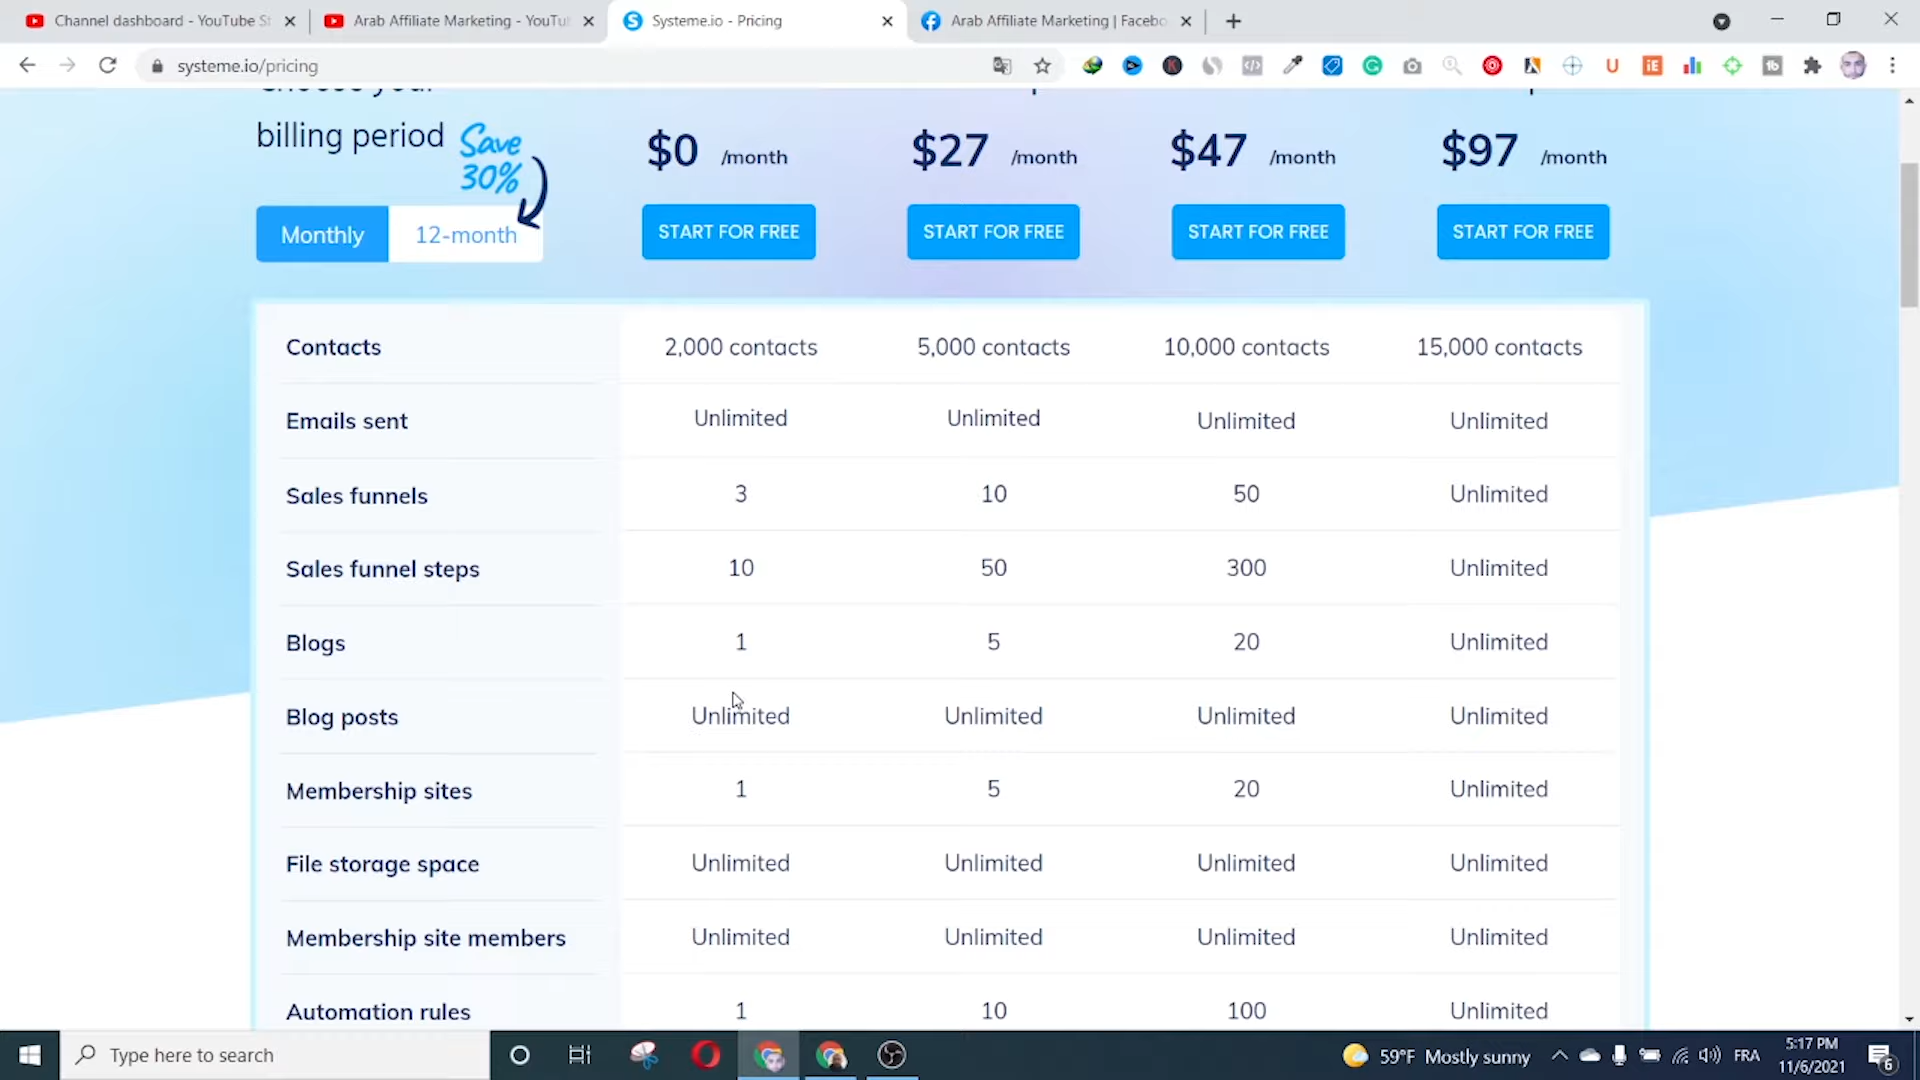 Channel dashboard - YouTube St
Arab Affiliate Marketing - YouTu
Systeme.io - Pricing
Arab Affiliate Marketing | Facebo
systeme.io/pricing
Choose your
billing period
Save
30%
Monthly 12-month
$0 /month $27 /month $47 /month $97 /month
START FOR FREE START FOR FREE START FOR FREE START FOR FREE
Contacts 2,000 contacts 5,000 contacts 10,000 contacts 15,000 contacts
Emails sent Unlimited Unlimited Unlimited Unlimited
Sales funnels 3 10 50 Unlimited
Sales funnel steps 10 50 300 Unlimited
Blogs 1 5 20 Unlimited
Blog posts Unlimited Unlimited Unlimited Unlimited
Membership sites 1 5 20 Unlimited
File storage space Unlimited Unlimited Unlimited Unlimited
Membership site members Unlimited Unlimited Unlimited Unlimited
Automation rules 1 10 100 Unlimited
Type here to search
59°F Mostly sunny
FRA
5:17 PM
11/6/2021
6